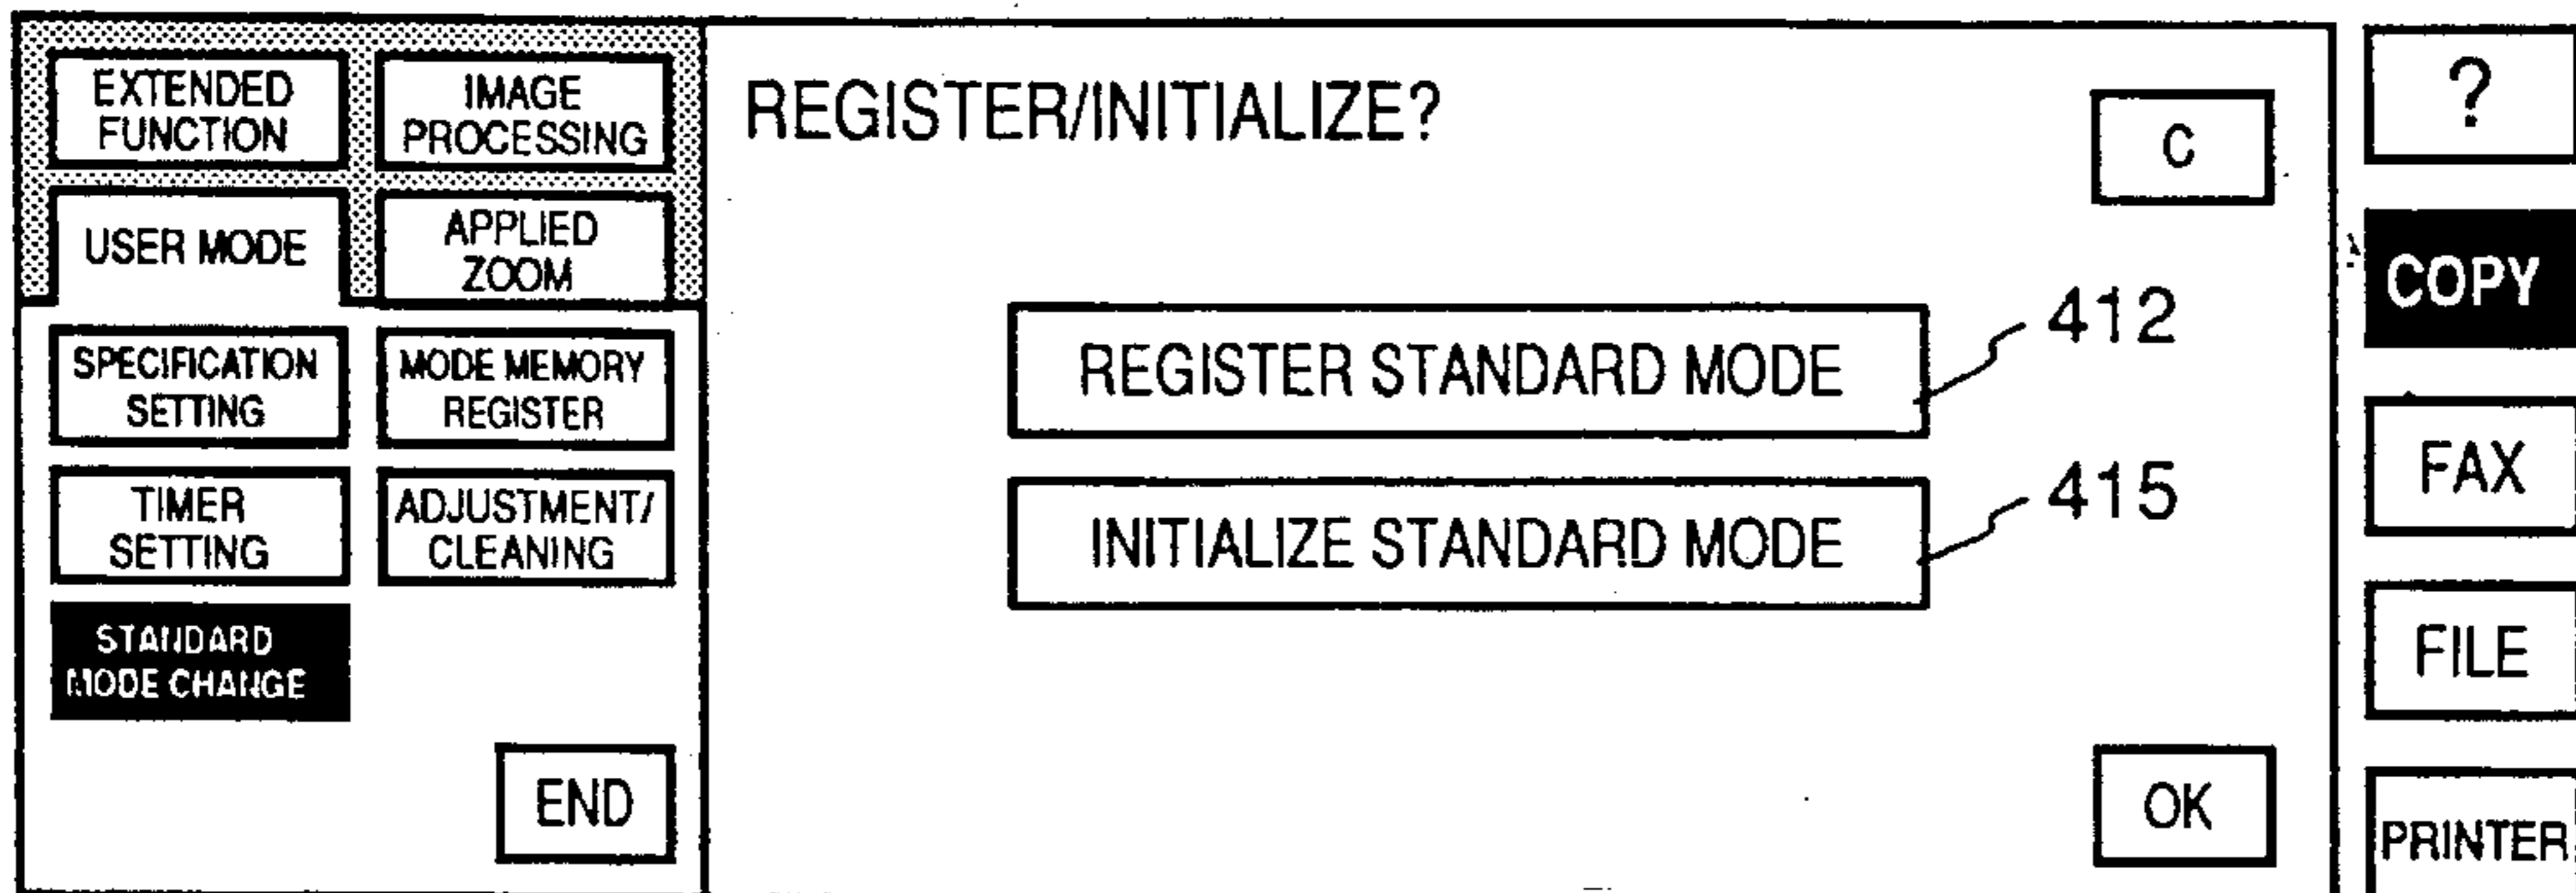 EXTENDED
FUNCTION
IMAGE
PROCESSING
USER MODE
APPLIED
ZOOM
SPECIFICATION
SETTING
MODE MEMORY
REGISTER
TIMER
SETTING
ADJUSTMENT/
CLEANING
STANDARD
MODE CHANGE
END
REGISTER/INITIALIZE?
C
REGISTER STANDARD MODE
412
INITIALIZE STANDARD MODE
415
OK
?
COPY
FAX
FILE
PRINTER